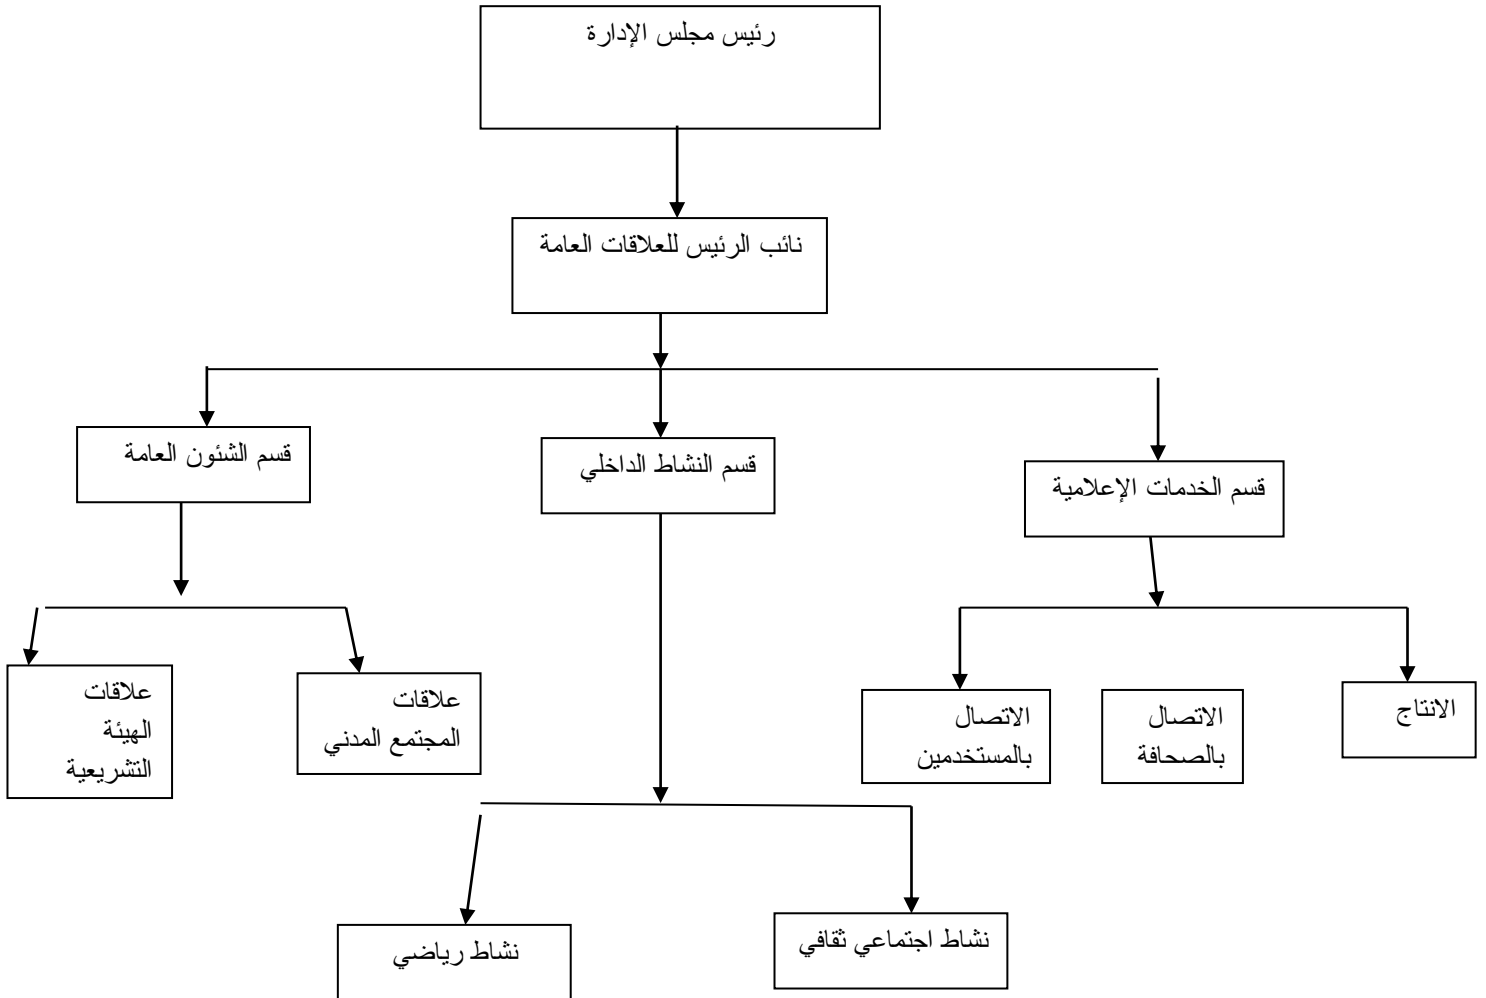 رئيس مجلس الإدارة
نائب الرئيس للعلاقات العامة
قسم الخدمات الإعلامية
قسم النشاط الداخلي
قسم الشئون العامة
الانتاج
الاتصال
بالصحافة
الاتصال
بالمستخدمين
علاقات
المجتمع المدني
علاقات
الهيئة
التشريعية
نشاط اجتماعي ثقافي
نشاط رياضي